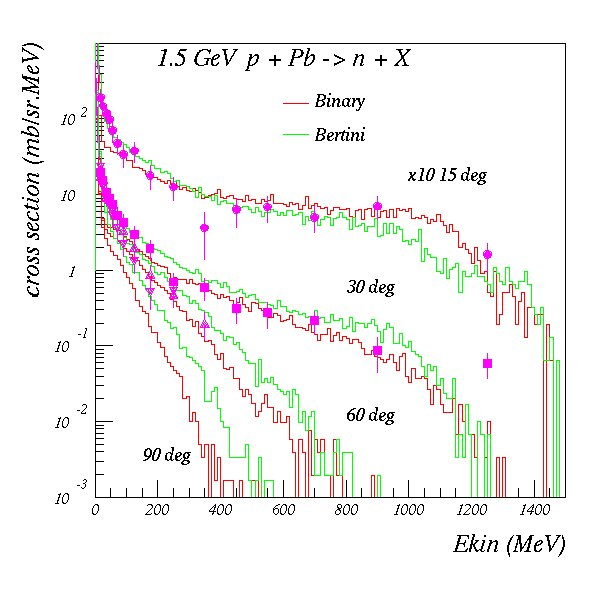 1.5 GeV p + Pb -> n + X
Binary
Bertini
x10 15 deg
30 deg
60 deg
90 deg
cross section (mb/sr.MeV)
10 2
10
1
10 -1
10 -2
10 -3
0 200 400 600 800 1000 1200 1400
Ekin (MeV)